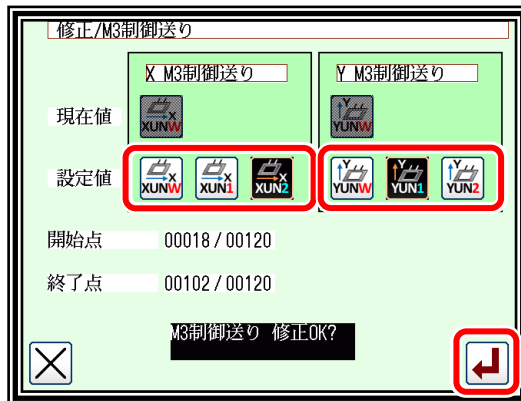 修正/M3制御送り
X M3制御送り Y M3制御送り
現在値 X XUNW Y YUNW
設定値 X XUNW X XUN1 X XUN2 Y YUNW Y YUN1 Y YUN2
開始点 00018 / 00120
終了点 00102 / 00120
M3制御送り 修正OK?